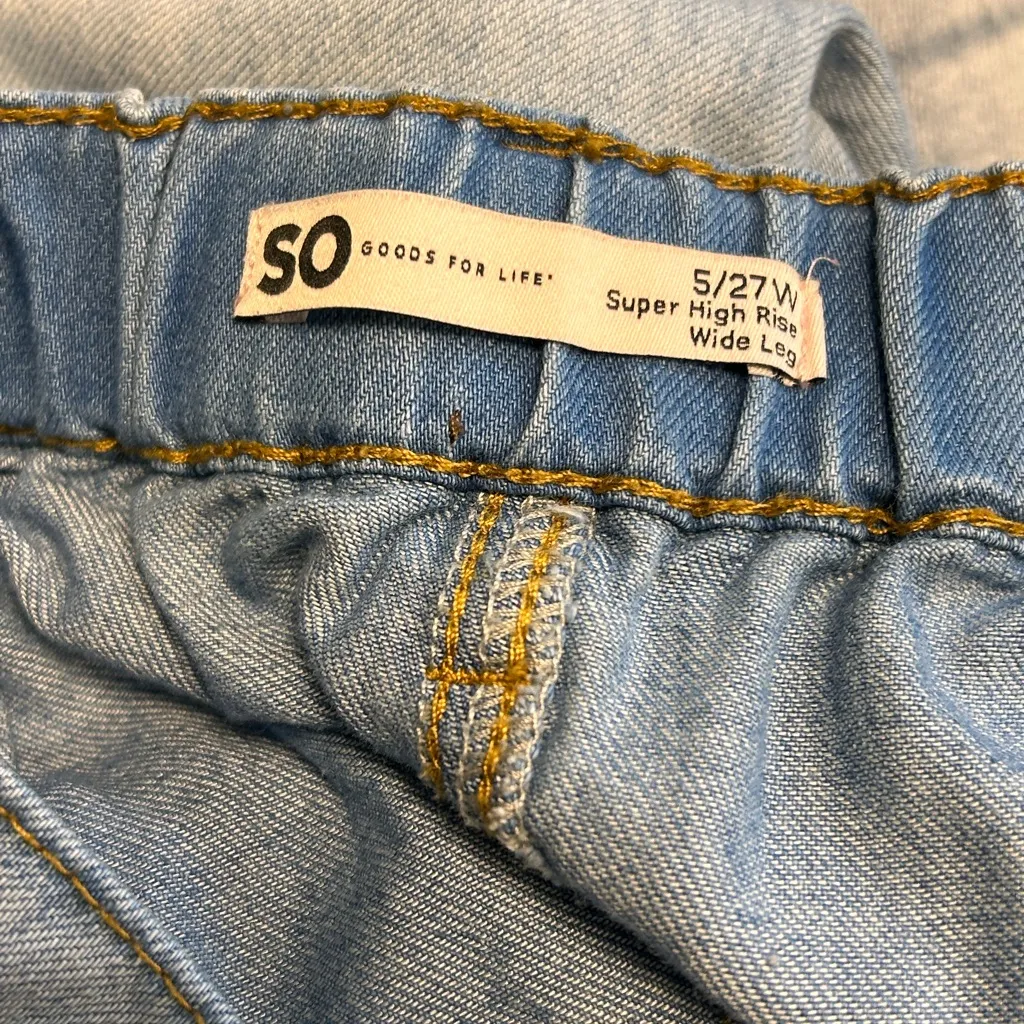 SO GOODS FOR LIFE®
5/27W
Super High Rise
Wide Leg